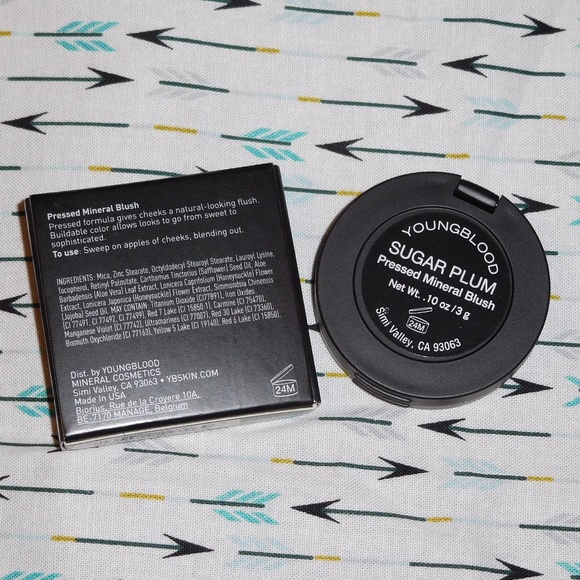 Pressed Mineral Blush
Pressed formula gives cheeks a natural-looking flush.
Buildable color allows looks to go from sweet to
sophisticated.
To use: Sweep on apples of cheeks, blending out.
INGREDIENTS: Mica, Zinc Stearate, Octyldodecyl Stearoyl Stearate, Lauroyl Lysine,
Tocopherol, Retinyl Palmitate, Carthamus Tinctorius (Safflower) Seed Oil, Aloe
Barbadensis (Aloe Vera) Leaf Extract, Lonicera Caprifolium (Honeysuckle) Flower
Extract, Lonicera Japonica (Honeysuckle) Flower Extract, Simmondsia Chinensis
(Jojoba) Seed Oil. MAY CONTAIN: Titanium Dioxide (CI77891), Iron Oxides
(CI 77491, CI 77492, CI 77499), Red 7 Lake (CI 15850:1), Carmine (CI 75470),
Manganese Violet (CI 77742), Ultramarines (CI 77007), Red 30 Lake (CI 73360),
Bismuth Oxychloride (CI 77163), Yellow 5 Lake (CI 19140), Red 6 Lake (CI 15850).
Dist. by YOUNGBLOOD
MINERAL COSMETICS
Simi Valley, CA 93063 • YBSKIN.COM
Made in USA
Biorius, Rue de la Croyere 10A,
BE-7170 MANAGE, Belgium
24M
YOUNGBLOOD
SUGAR PLUM
Pressed Mineral Blush
Net Wt. .10 oz / 3 g
24M
Simi Valley, CA 93063